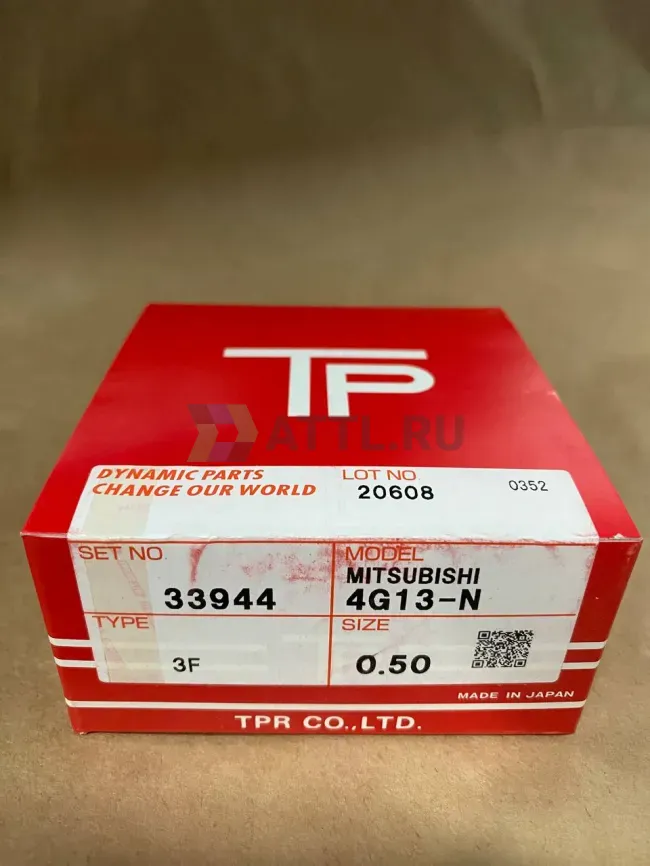 TP
ATTL.RU
DYNAMIC PARTS
CHANGE OUR WORLD
LOT NO.
20608
0352
SET NO.
33944
MODEL
MITSUBISHI
4G13-N
TYPE
3F
SIZE
0.50
MADE IN JAPAN
TPR CO.,LTD.